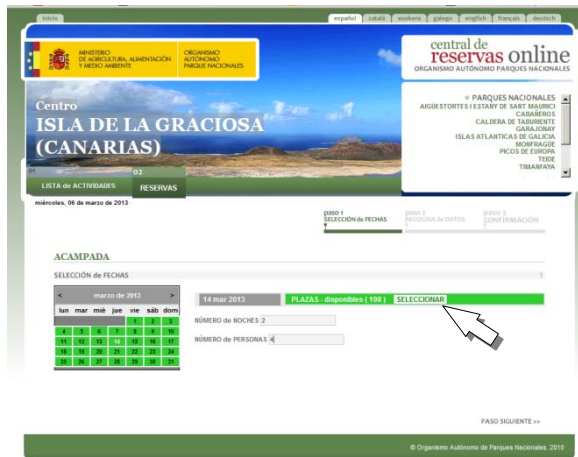 Inicio
español català euskera galego english français deutsch
MINISTERIO
DE AGRICULTURA, ALIMENTACIÓN
Y MEDIO AMBIENTE
ORGANISMO
AUTÓNOMO
PARQUE NACIONALES
central de
reservas online
ORGANISMO AUTÓNOMO PARQUES NACIONALES
PARQUES NACIONALES
AIGÜESTORTES I ESTANY DE SANT MAURICI
CABAÑEROS
CALDERA DE TABURIENTE
GARAJONAY
ISLAS ATLANTICAS DE GALICIA
MONFRAGÜE
PICOS DE EUROPA
TEIDE
TIMANFAYA
Centro
ISLA DE LA GRACIOSA
(CANARIAS)
01 02
LISTA de ACTIVIDADES RESERVAS
miércoles, 06 de marzo de 2013
paso 1 paso 2 paso 3
SELECCIÓN de FECHAS RECOGIDA de DATOS CONFIRMACIÓN
ACAMPADA
SELECCIÓN de FECHAS 1
< marzo de 2013 >
lun mar mié jue vie sáb dom
1 2 3
4 5 6 7 8 9 10
11 12 13 14 15 16 17
18 19 20 21 22 23 24
25 26 27 28 29 30 31
14 mar 2013 PLAZAS - disponibles ( 198 ) SELECCIONAR
NÚMERO de NOCHES 2
NÚMERO de PERSONAS 4
PASO SIGUIENTE >>
© Organismo Autónomo de Parques Nacionales. 2010